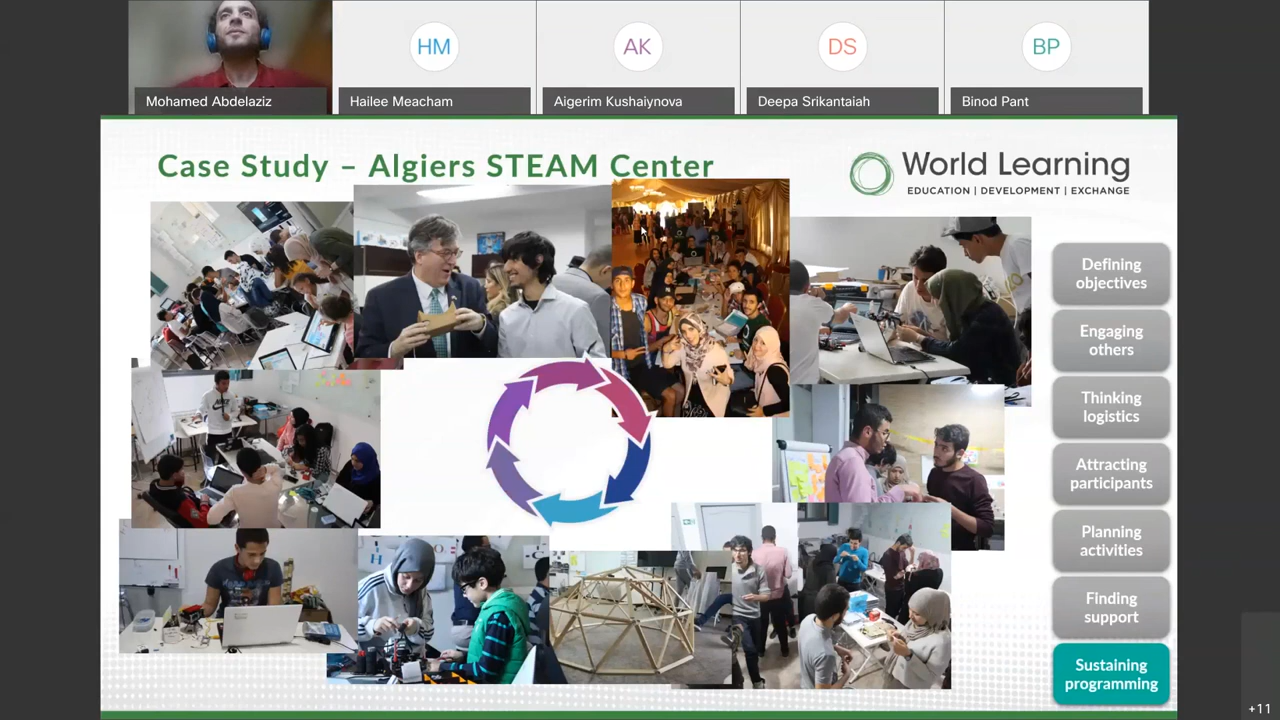 HM
AK
DS
BP
Mohamed Abdelaziz
Hailee Meacham
Aigerim Kushaiynova
Deepa Srikantaiah
Binod Pant
Case Study – Algiers STEAM Center
World Learning
EDUCATION | DEVELOPMENT | EXCHANGE
Defining
objectives
Engaging
others
Thinking
logistics
Attracting
participants
Planning
activities
Finding
support
Sustaining
programming
+11